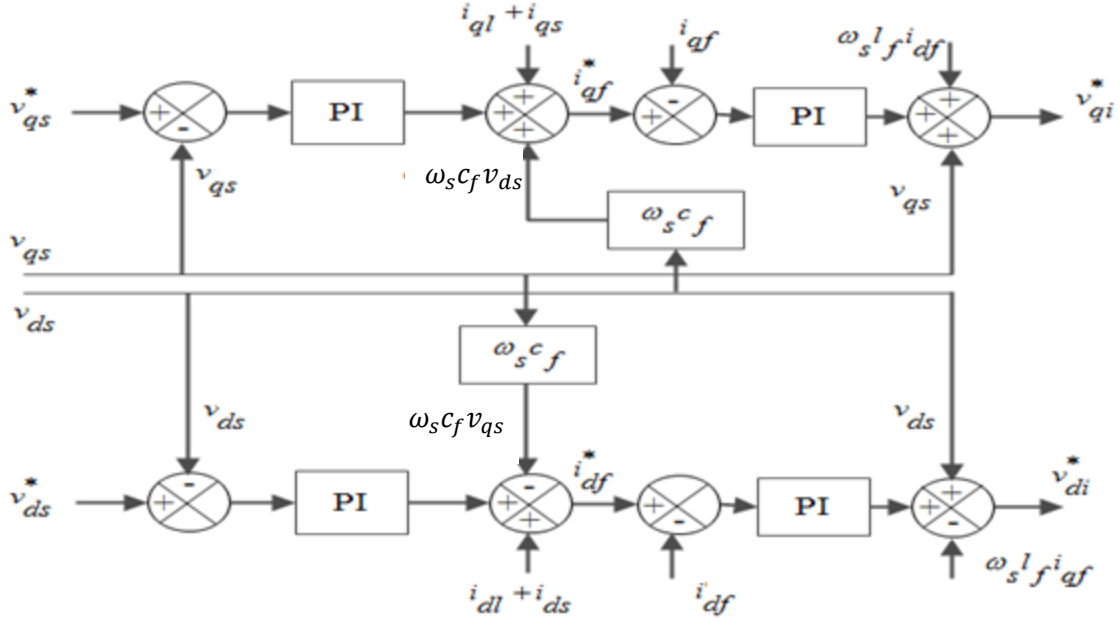 i_ql + i_qs
i_qf
ω_s l_f i_df
v*_qs
+
-
PI
+
+
+
i*_qf
+
-
PI
+
+
+
v*_qi
v_qs
ω_s c_f v_ds
ω_s c_f
v_qs
v_qs
v_ds
ω_s c_f
v_ds
ω_s c_f v_qs
v_ds
v*_ds
+
-
PI
-
+
+
i*_df
+
-
PI
+
+
-
v*_di
i_dl + i_ds
i_df
ω_s l_f i_qf